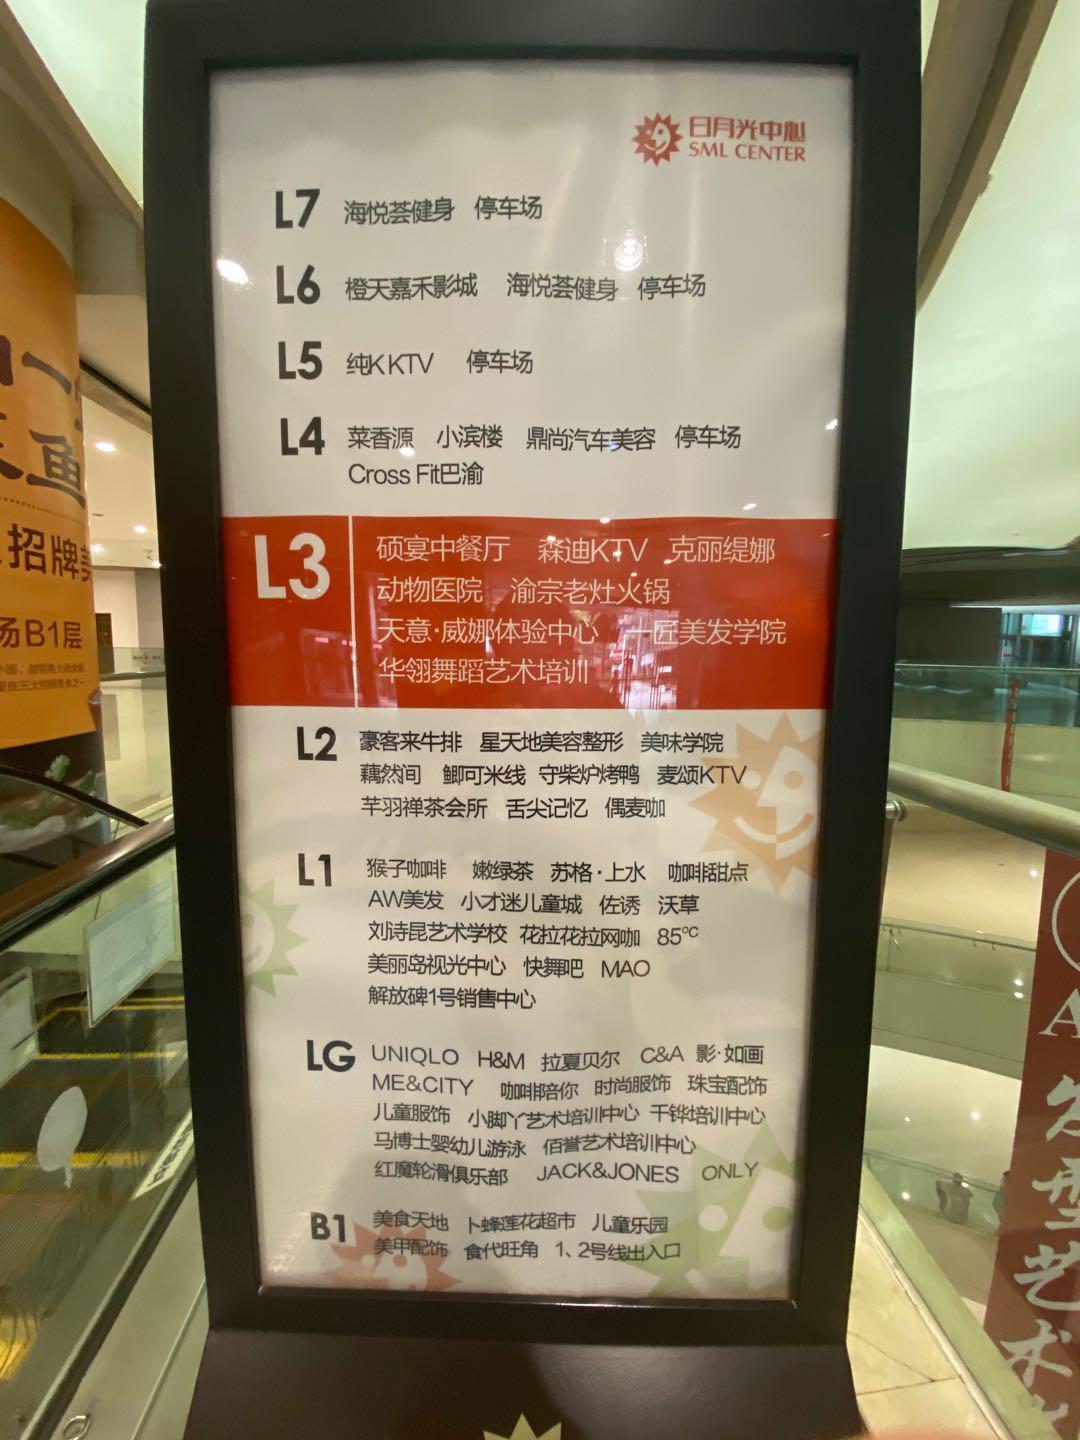 日月光中心
SML CENTER
L7 海悦荟健身 停车场
L6 橙天嘉禾影城 海悦荟健身 停车场
L5 纯K KTV 停车场
L4 菜香源 小滨楼 鼎尚汽车美容 停车场
Cross Fit巴渝
L3 硕宴中餐厅 森迪KTV 克丽缇娜
动物医院 渝宗老灶火锅
天意·威娜体验中心 一匠美发学院
华翎舞蹈艺术培训
L2 豪客来牛排 星天地美容整形 美味学院
藕然间 鲫可米线 守柴炉烤鸭 麦颂KTV
芊羽禅茶会所 舌尖记忆 偶麦咖
L1 猴子咖啡 嫩绿茶 苏格·上水 咖啡甜点
AW美发 小才迷儿童城 佐诱 沃草
刘诗昆艺术学校 花拉花拉网咖 85℃
美丽岛视光中心 快舞吧 MAO
解放碑1号销售中心
LG UNIQLO H&M 拉夏贝尔 C&A 影·如画
ME&CITY 咖啡陪你 时尚服饰 珠宝配饰
儿童服饰 小脚丫艺术培训中心 千铧培训中心
马博士婴幼儿游泳 佰誉艺术培训中心
红魔轮滑俱乐部 JACK&JONES ONLY
B1 美食天地 卜蜂莲花超市 儿童乐园
美甲配饰 食代旺角 1、2号线出入口
鱼
招牌美
场B1层
A
发型艺术